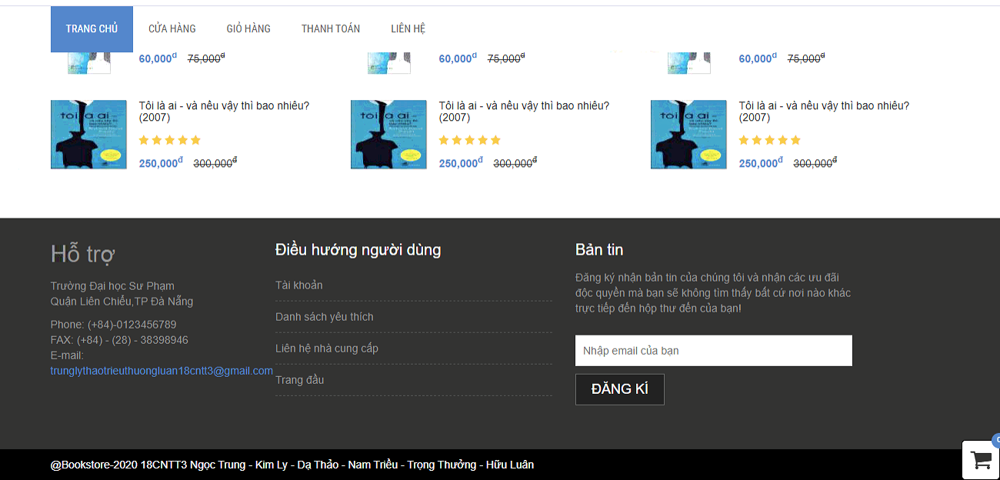 TRANG CHỦ CỬA HÀNG GIỎ HÀNG THANH TOÁN LIÊN HỆ
60,000đ 75,000đ 60,000đ 75,000đ 60,000đ 75,000đ
Tôi là ai - và nếu vậy thì bao nhiêu? (2007)
250,000đ 300,000đ
Tôi là ai - và nếu vậy thì bao nhiêu? (2007)
250,000đ 300,000đ
Tôi là ai - và nếu vậy thì bao nhiêu? (2007)
250,000đ 300,000đ
Hỗ trợ
Trường Đại học Sư Phạm
Quận Liên Chiểu,TP Đà Nẵng
Phone: (+84)-0123456789
FAX: (+84) - (28) - 38398946
E-mail:
trunglythaotrieuthuongluan18cntt3@gmail.com
Điều hướng người dùng
Tài khoản
Danh sách yêu thích
Liên hệ nhà cung cấp
Trang đầu
Bản tin
Đăng ký nhận bản tin của chúng tôi và nhận các ưu đãi
độc quyền mà bạn sẽ không tìm thấy bất cứ nơi nào khác
trực tiếp đến hộp thư đến của bạn!
Nhập email của bạn
ĐĂNG KÍ
@Bookstore-2020 18CNTT3 Ngọc Trung - Kim Ly - Dạ Thảo - Nam Triều - Trọng Thưởng - Hữu Luân